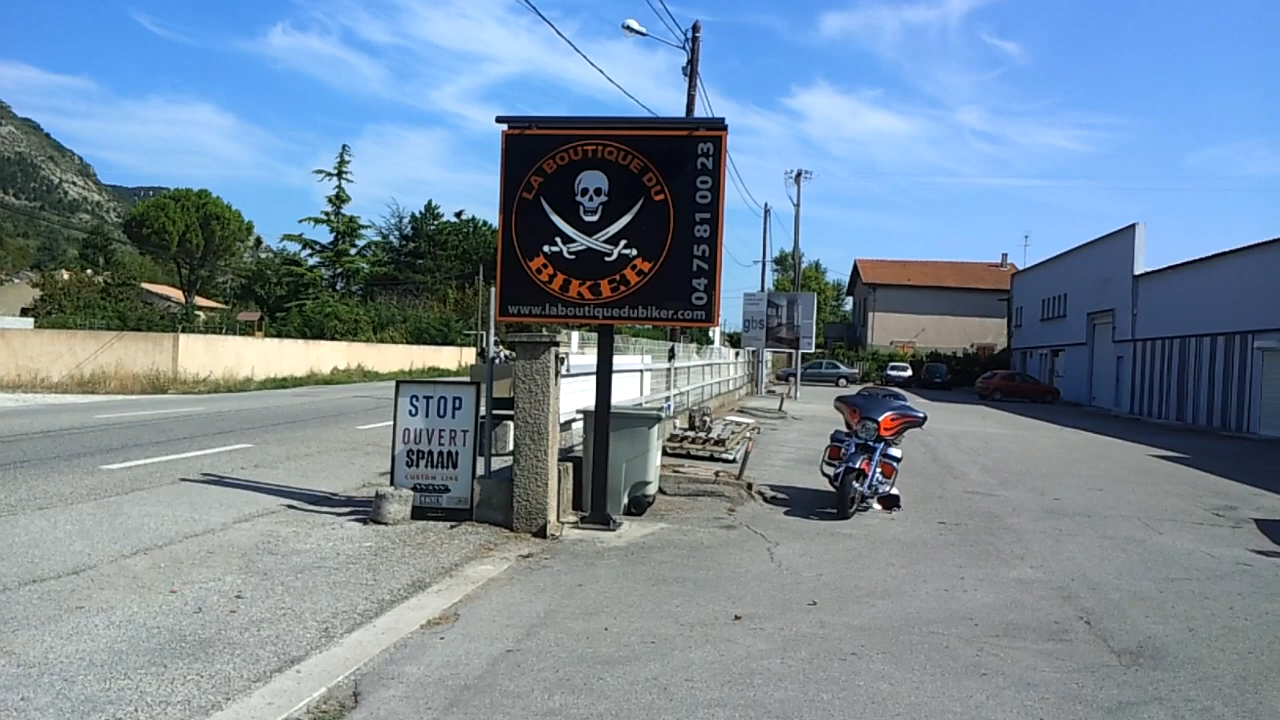 LA BOUTIQUE DU
BIKER
04 75 81 00 23
www.laboutiquedubiker.com
STOP
OUVERT
SPAAN
CUSTOM LINE
gbs